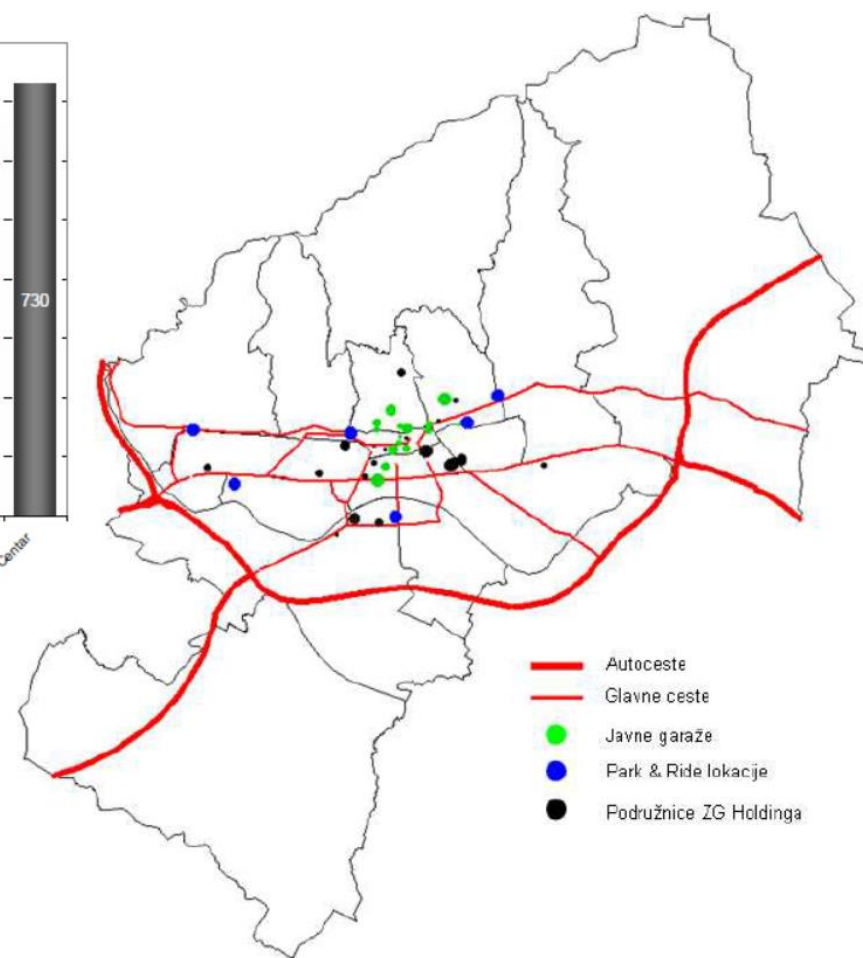 730
Centar
Autoceste
Glavne ceste
Javne garaže
Park & Ride lokacije
Podružnice ZG Holdinga